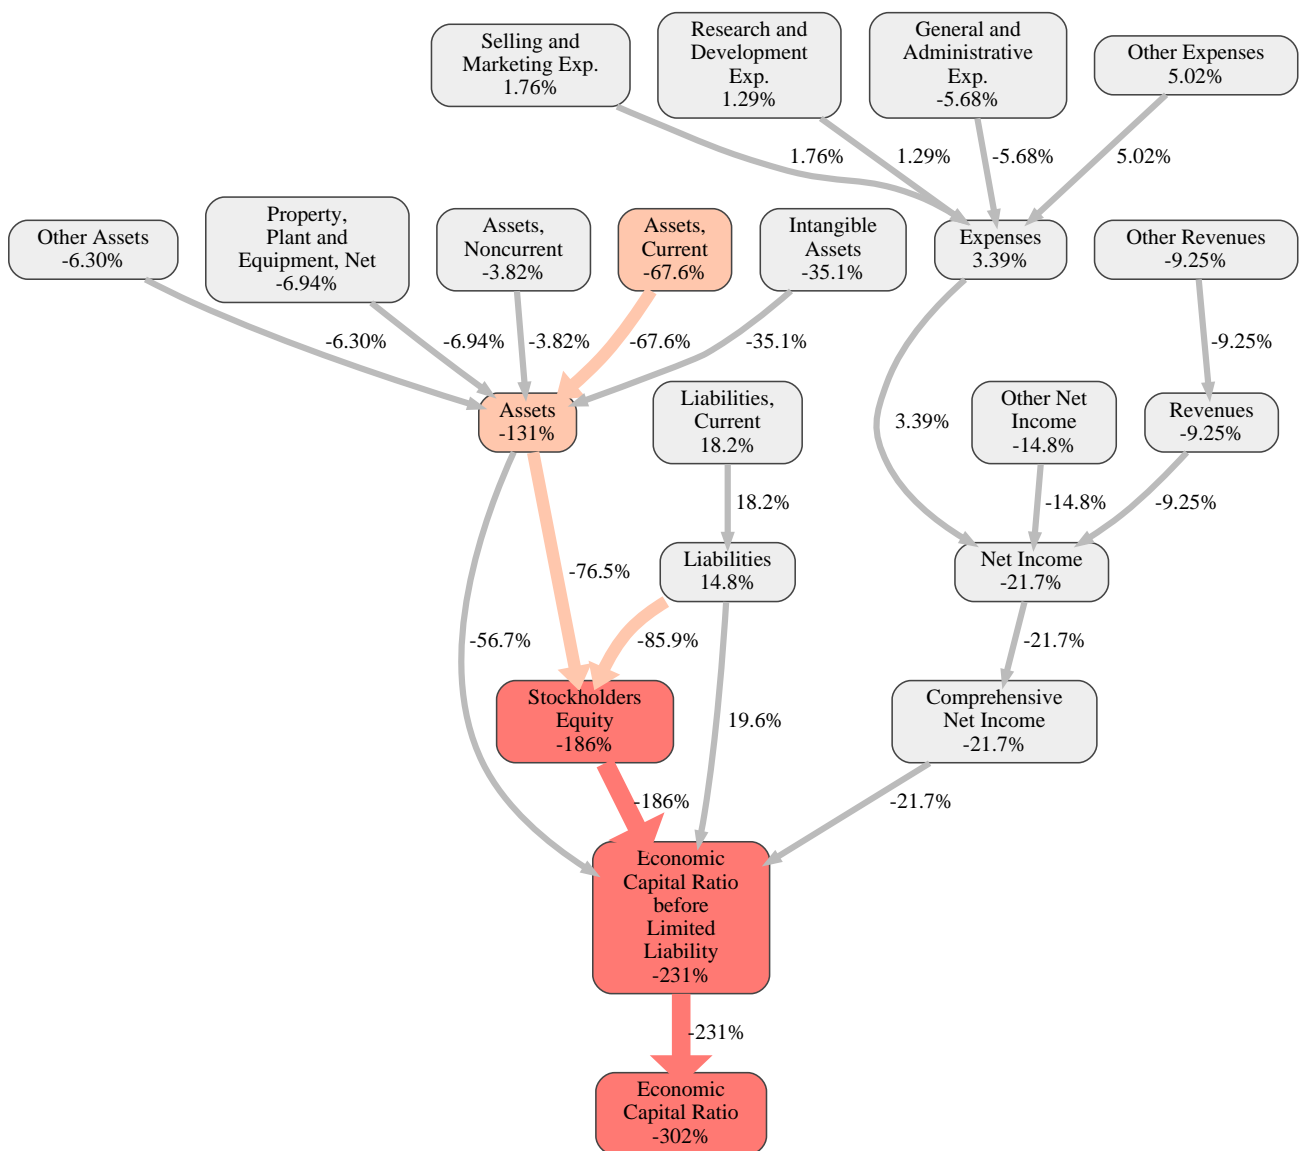 Selling and
Marketing Exp.
1.76%
Research and
Development
Exp.
1.29%
General and
Administrative
Exp.
-5.68%
Other Expenses
5.02%
1.76%
1.29%
-5.68%
5.02%
Other Assets
-6.30%
Property,
Plant and
Equipment, Net
-6.94%
Assets,
Noncurrent
-3.82%
Assets,
Current
-67.6%
Intangible
Assets
-35.1%
Expenses
3.39%
Other Revenues
-9.25%
-6.30%
-6.94%
-3.82%
-67.6%
-35.1%
-9.25%
Assets
-131%
Liabilities,
Current
18.2%
3.39%
Other Net
Income
-14.8%
Revenues
-9.25%
18.2%
-14.8%
-9.25%
-76.5%
Liabilities
14.8%
Net Income
-21.7%
-56.7%
-85.9%
-21.7%
Stockholders
Equity
-186%
19.6%
Comprehensive
Net Income
-21.7%
-186%
-21.7%
Economic
Capital Ratio
before
Limited
Liability
-231%
-231%
Economic
Capital Ratio
-302%